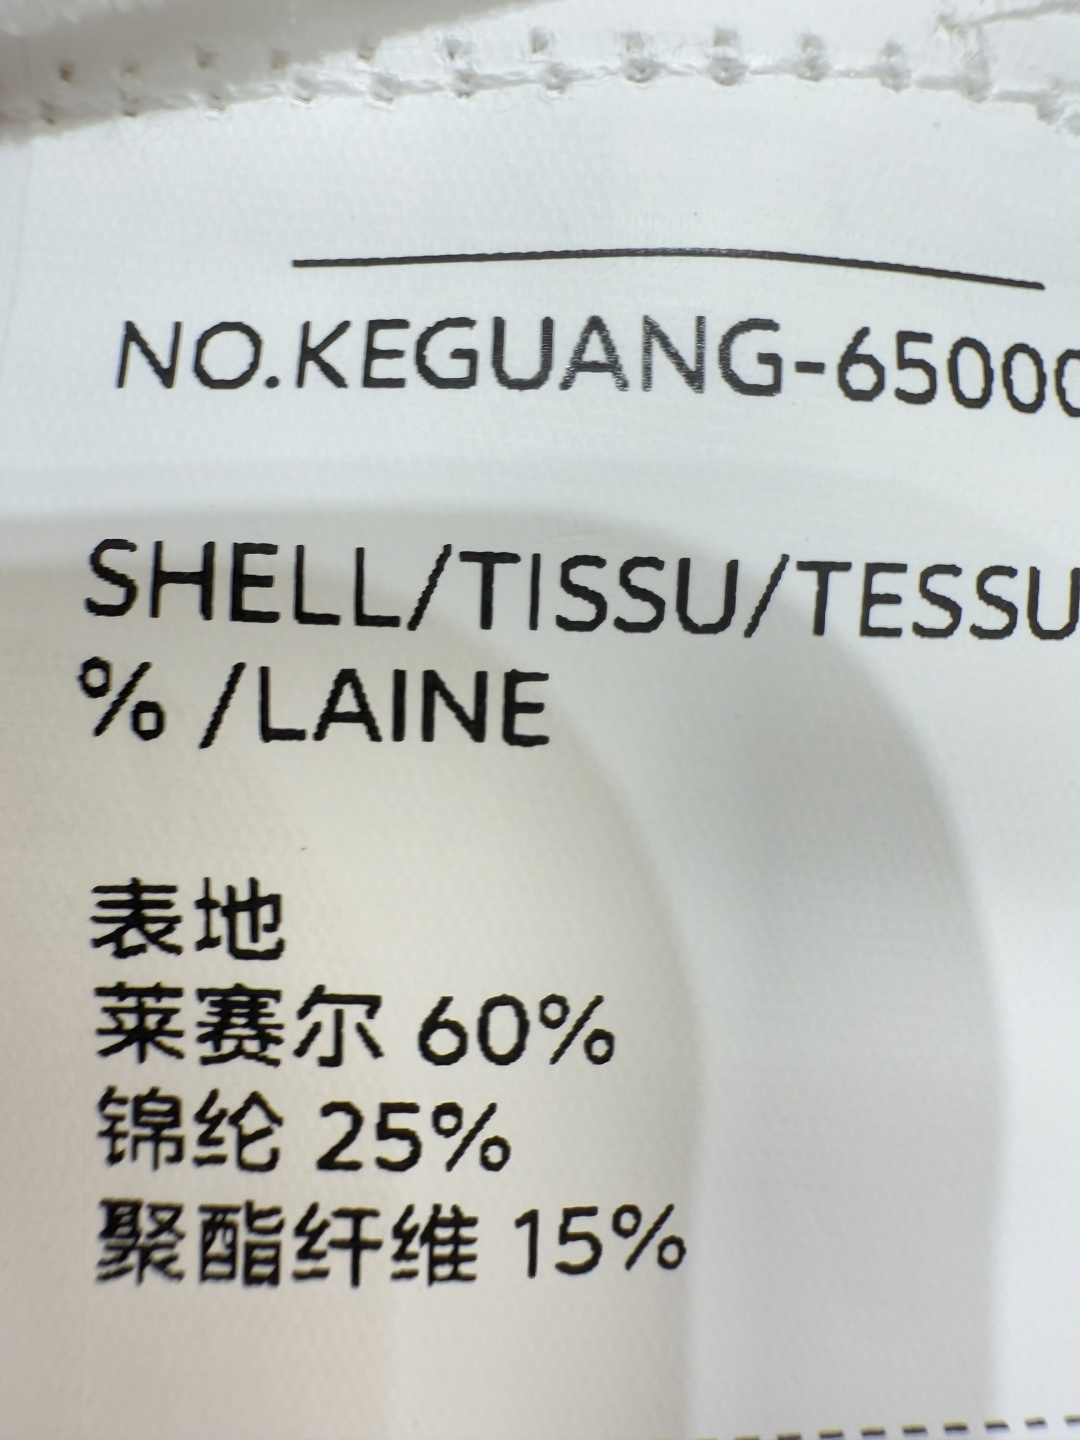 NO.KEGUANG-65000
SHELL/TISSU/TESSU
% /LAINE
表地
莱赛尔 60%
锦纶 25%
聚酯纤维 15%